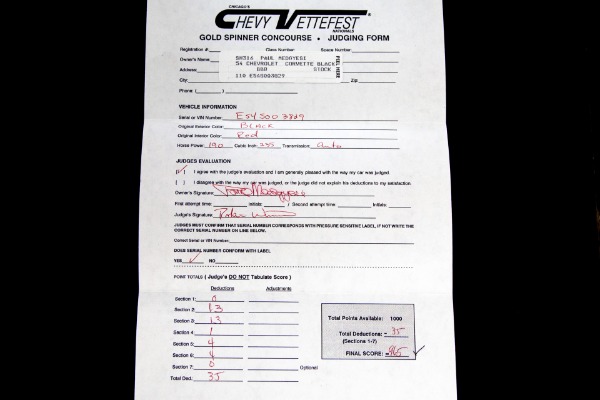 CHICAGO'S
CHEVY VETTEFEST
NATIONALS
GOLD SPINNER CONCOURSE • JUDGING FORM
Registration # Class Number Space Number
Owner's Name SH316 PAUL MEGGYESI
54 CHEVROLET CORVETTE BLACK
Address STOCK
110 E54S003829
PEEL HERE
City Zip
Phone ( )
VEHICLE INFORMATION
Serial or VIN Number: E54S003829
Original Exterior Color: Black
Original Interior Color: Red
Horse Power: 190 Cubic Inch: 235 Transmission: Auto
JUDGES EVALUATION
[✓] I agree with the judge's evaluation and I am generally pleased with the way my car was judged.
[ ] I disagree with the way my car was judged, or the judge did not explain his deductions to my satisfaction.
Owner's Signature:
First attempt time: Initials: / Second attempt time: Initials:
Judge's Signature:
JUDGES MUST CONFIRM THAT SERIAL NUMBER CORRESPONDS WITH PRESSURE SENSITIVE LABEL, IF NOT WRITE THE
CORRECT SERIAL NUMBER ON LINE BELOW.
Correct Serial or VIN Number:
DOES SERIAL NUMBER CONFORM WITH LABEL
YES ✓ NO
POINT TOTALS ( Judge's DO NOT Tabulate Score )
Deductions Adjustments
Section 1: 0
Section 2: 13
Section 3: 13
Section 4: 1
Section 5: 4
Section 6: 4
Section 7: 0 (Optional)
Total Ded.: 35
Total Points Available: 1000
Total Deductions: - 35
(Sections 1-7)
FINAL SCORE: = 965 ✓